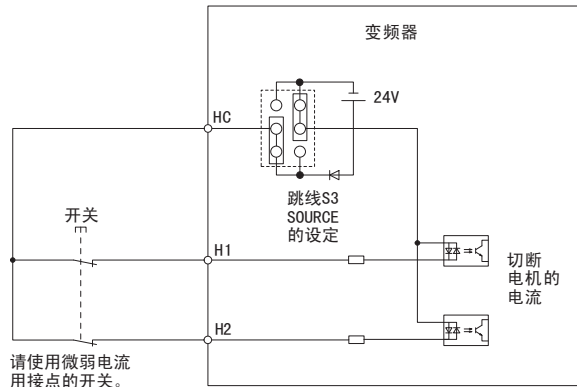 变频器
24V
HC
跳线S3
SOURCE
的设定
开关
H1
切断
电机的
电流
H2
请使用微弱电流
用接点的开关。